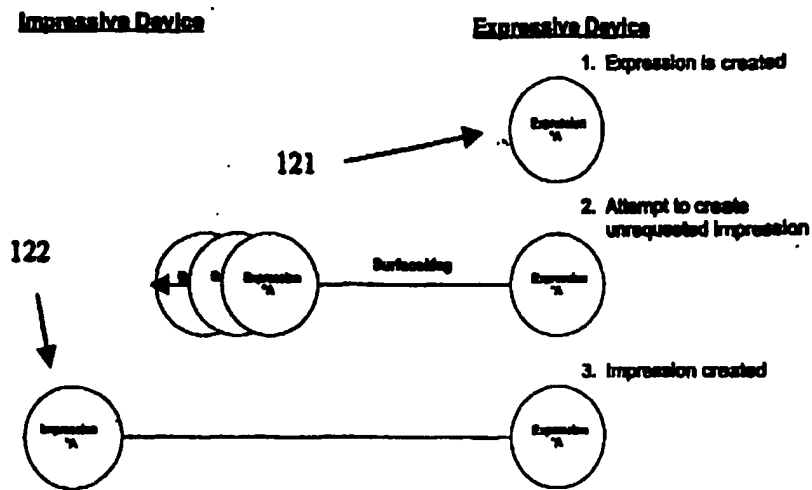 Impressive Device
Expressive Device
1. Expression is created
Expression
"A
121
2. Attempt to create
unrequested Impression
122
Expression
"A
Expression
"A
3. Impression created
Impression
"A
Expression
"A